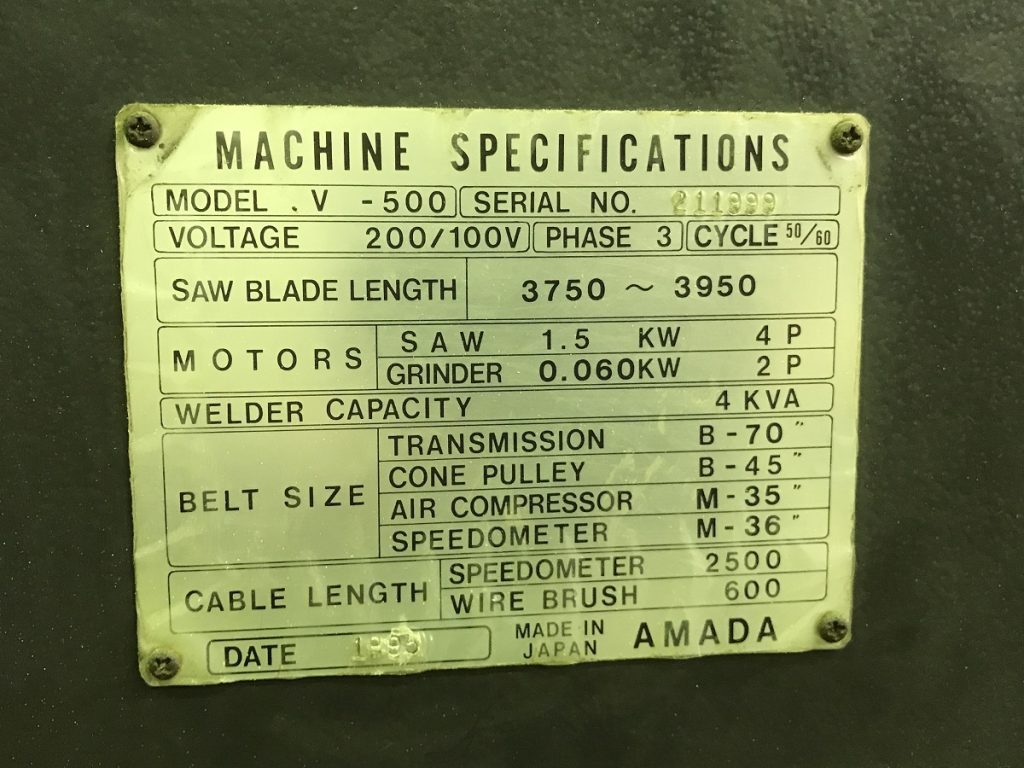 MACHINE SPECIFICATIONS
MODEL . V - 500 SERIAL NO.
VOLTAGE 200/100V PHASE 3 CYCLE 50/60
SAW BLADE LENGTH 3750 ~ 3950
MOTORS SAW 1.5 KW 4 P
GRINDER 0.060KW 2 P
WELDER CAPACITY 4 KVA
BELT SIZE TRANSMISSION B - 70 "
CONE PULLEY B - 45 "
AIR COMPRESSOR M - 35 "
SPEEDOMETER M - 36 "
CABLE LENGTH SPEEDOMETER 2500
WIRE BRUSH 600
DATE MADE IN JAPAN AMADA